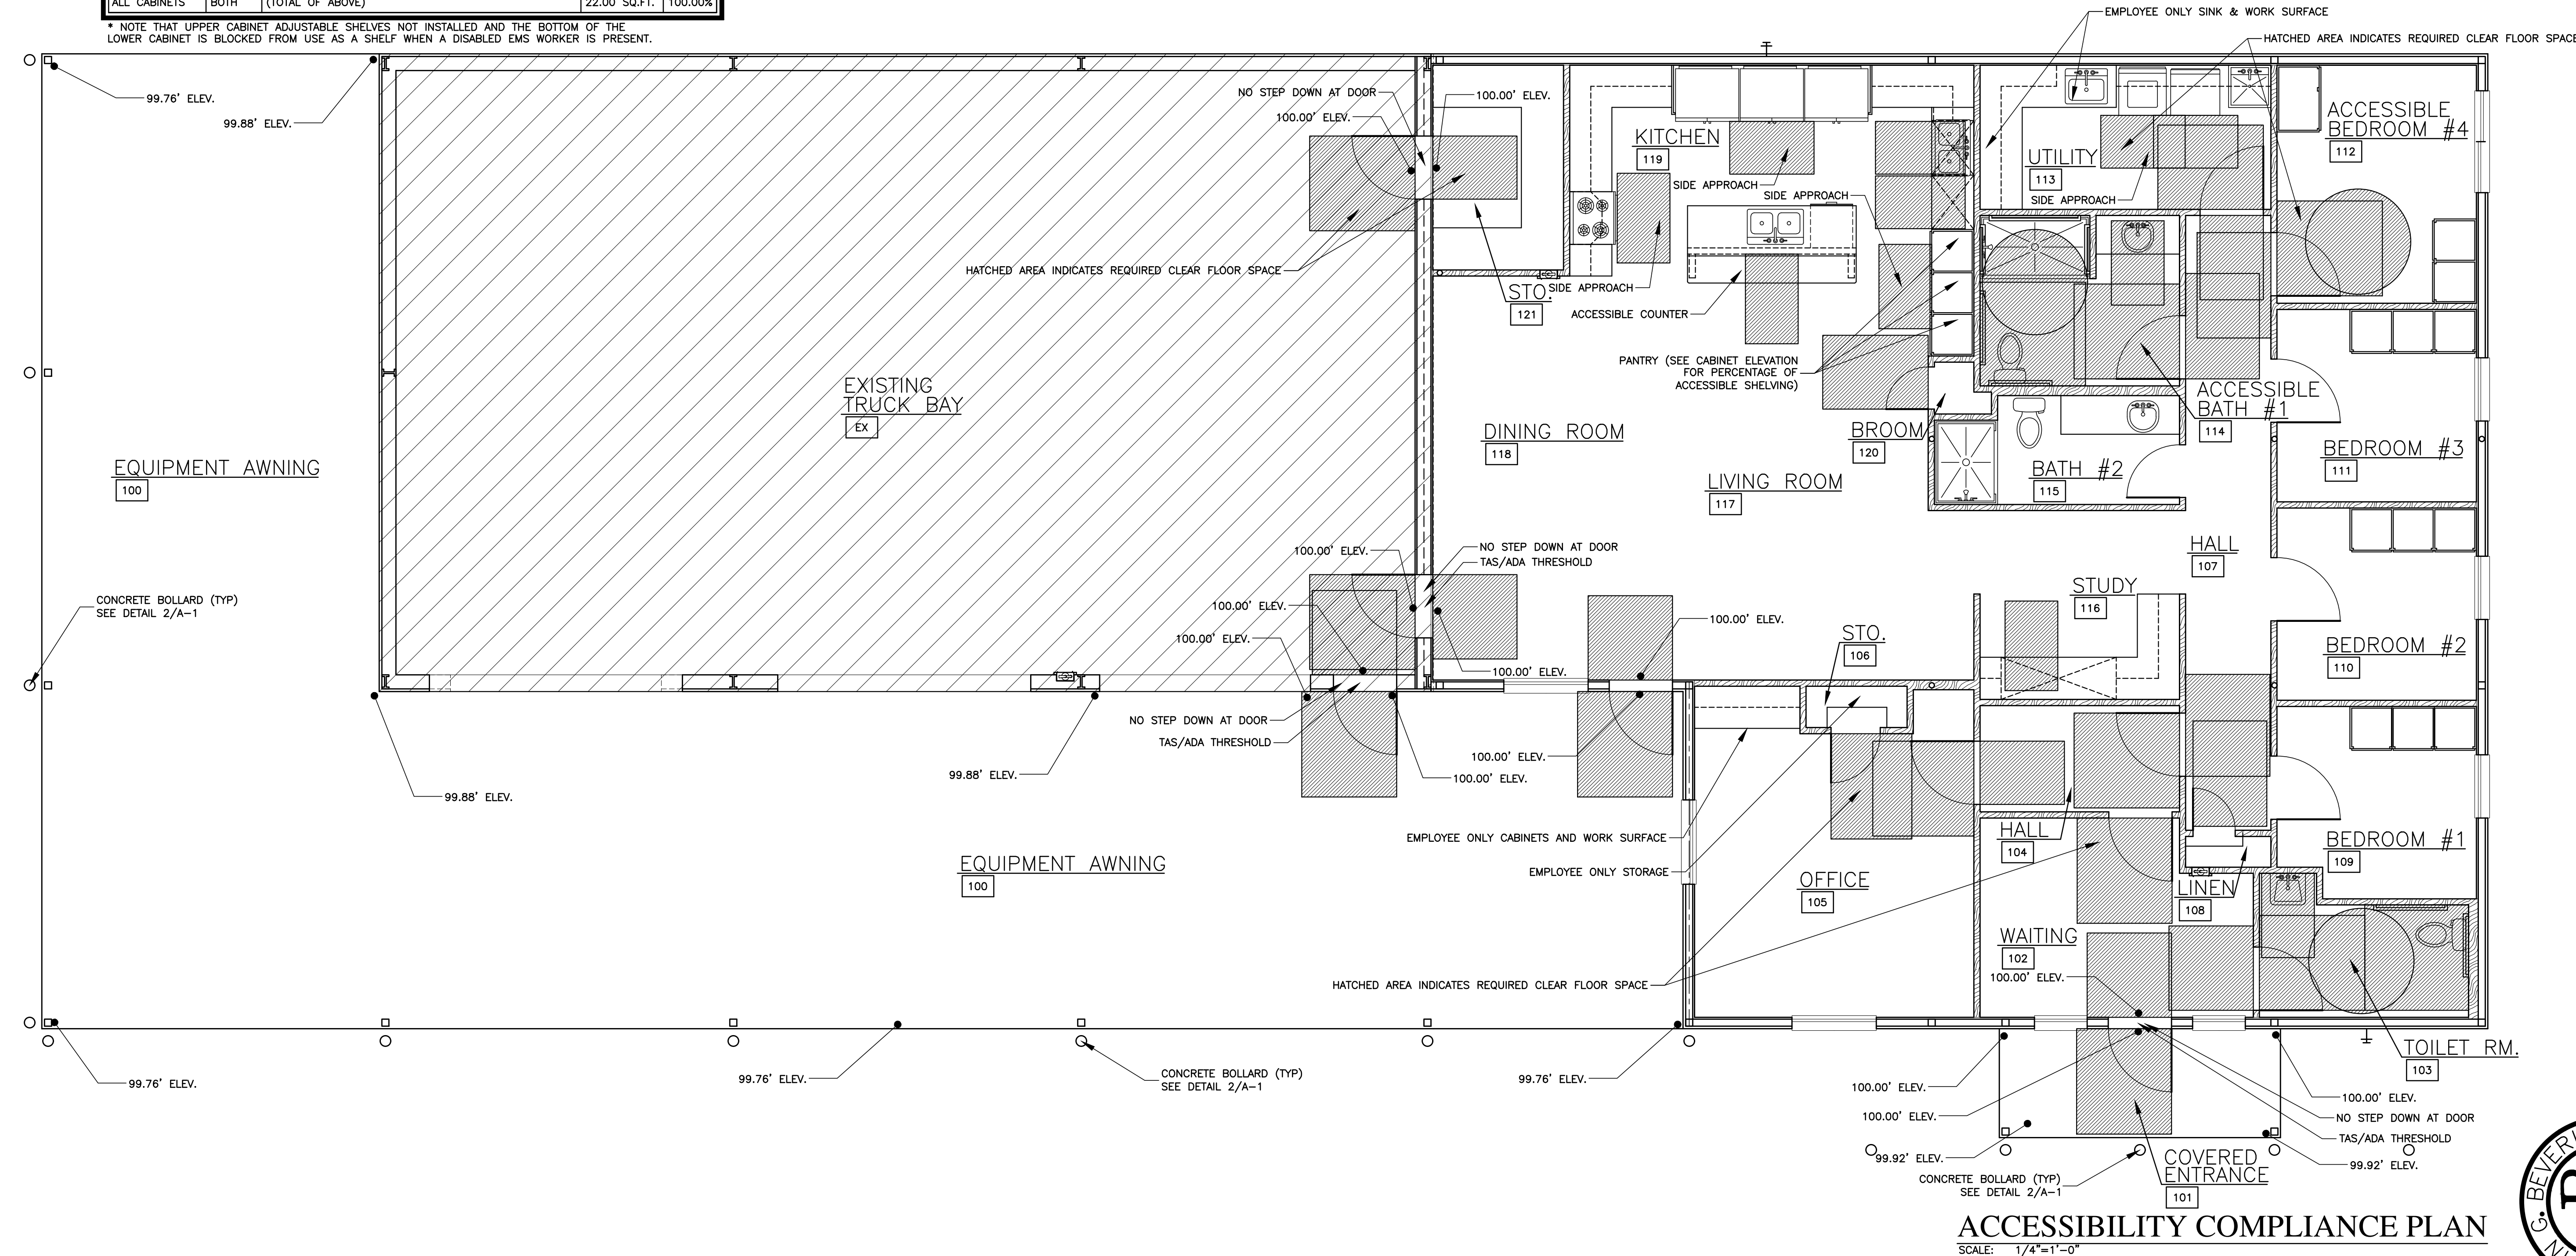 ALL CABINETS BOTH (TOTAL OF ABOVE) 22.00 SQ.FT. 100.00%
* NOTE THAT UPPER CABINET ADJUSTABLE SHELVES NOT INSTALLED AND THE BOTTOM OF THE
LOWER CABINET IS BLOCKED FROM USE AS A SHELF WHEN A DISABLED EMS WORKER IS PRESENT.
EMPLOYEE ONLY SINK & WORK SURFACE
HATCHED AREA INDICATES REQUIRED CLEAR FLOOR SPACE
99.76' ELEV.
99.88' ELEV.
NO STEP DOWN AT DOOR
100.00' ELEV.
100.00' ELEV.
KITCHEN
119
SIDE APPROACH
SIDE APPROACH
UTILITY
113
SIDE APPROACH
ACCESSIBLE
BEDROOM #4
112
HATCHED AREA INDICATES REQUIRED CLEAR FLOOR SPACE
STO.
121
SIDE APPROACH
ACCESSIBLE COUNTER
PANTRY (SEE CABINET ELEVATION
FOR PERCENTAGE OF
ACCESSIBLE SHELVING)
EXISTING
TRUCK BAY
EX
ACCESSIBLE
BATH #1
114
EQUIPMENT AWNING
100
DINING ROOM
118
BROOM
120
LIVING ROOM
117
BATH #2
115
BEDROOM #3
111
HALL
107
100.00' ELEV.
NO STEP DOWN AT DOOR
TAS/ADA THRESHOLD
STUDY
116
CONCRETE BOLLARD (TYP)
SEE DETAIL 2/A-1
100.00' ELEV.
100.00' ELEV.
100.00' ELEV.
100.00' ELEV.
STO.
106
BEDROOM #2
110
NO STEP DOWN AT DOOR
TAS/ADA THRESHOLD
100.00' ELEV.
100.00' ELEV.
99.88' ELEV.
99.88' ELEV.
EMPLOYEE ONLY CABINETS AND WORK SURFACE
EMPLOYEE ONLY STORAGE
HALL
104
BEDROOM #1
109
EQUIPMENT AWNING
100
OFFICE
105
LINEN
108
WAITING
102
100.00' ELEV.
HATCHED AREA INDICATES REQUIRED CLEAR FLOOR SPACE
TOILET RM.
103
99.76' ELEV.
99.76' ELEV.
CONCRETE BOLLARD (TYP)
SEE DETAIL 2/A-1
99.76' ELEV.
100.00' ELEV.
100.00' ELEV.
100.00' ELEV.
NO STEP DOWN AT DOOR
TAS/ADA THRESHOLD
99.92' ELEV.
99.92' ELEV.
CONCRETE BOLLARD (TYP)
SEE DETAIL 2/A-1
COVERED
ENTRANCE
101
ACCESSIBILITY COMPLIANCE PLAN
SCALE: 1/4"=1'-0"